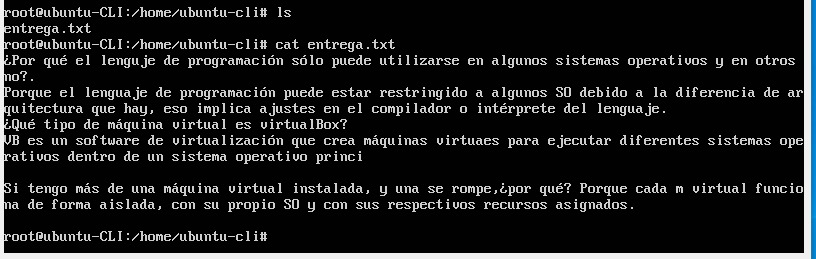 root@ubuntu-CLI:/home/ubuntu-cli# ls
entrega.txt
root@ubuntu-CLI:/home/ubuntu-cli# cat entrega.txt
¿Por qué el lenguje de programación sólo puede utilizarse en algunos sistemas operativos y en otros
no?.
Porque el lenguaje de programación puede estar restringido a algunos SO debido a la diferencia de ar
quitectura que hay, eso implica ajustes en el compilador o intérprete del lenguaje.
¿Qué tipo de máquina virtual es virtualBox?
VB es un software de virtualización que crea máquinas virtuaes para ejecutar diferentes sistemas ope
rativos dentro de un sistema operativo princi
Si tengo más de una máquina virtual instalada, y una se rompe,¿por qué? Porque cada m virtual funcio
na de forma aislada, con su propio SO y con sus respectivos recursos asignados.
root@ubuntu-CLI:/home/ubuntu-cli#